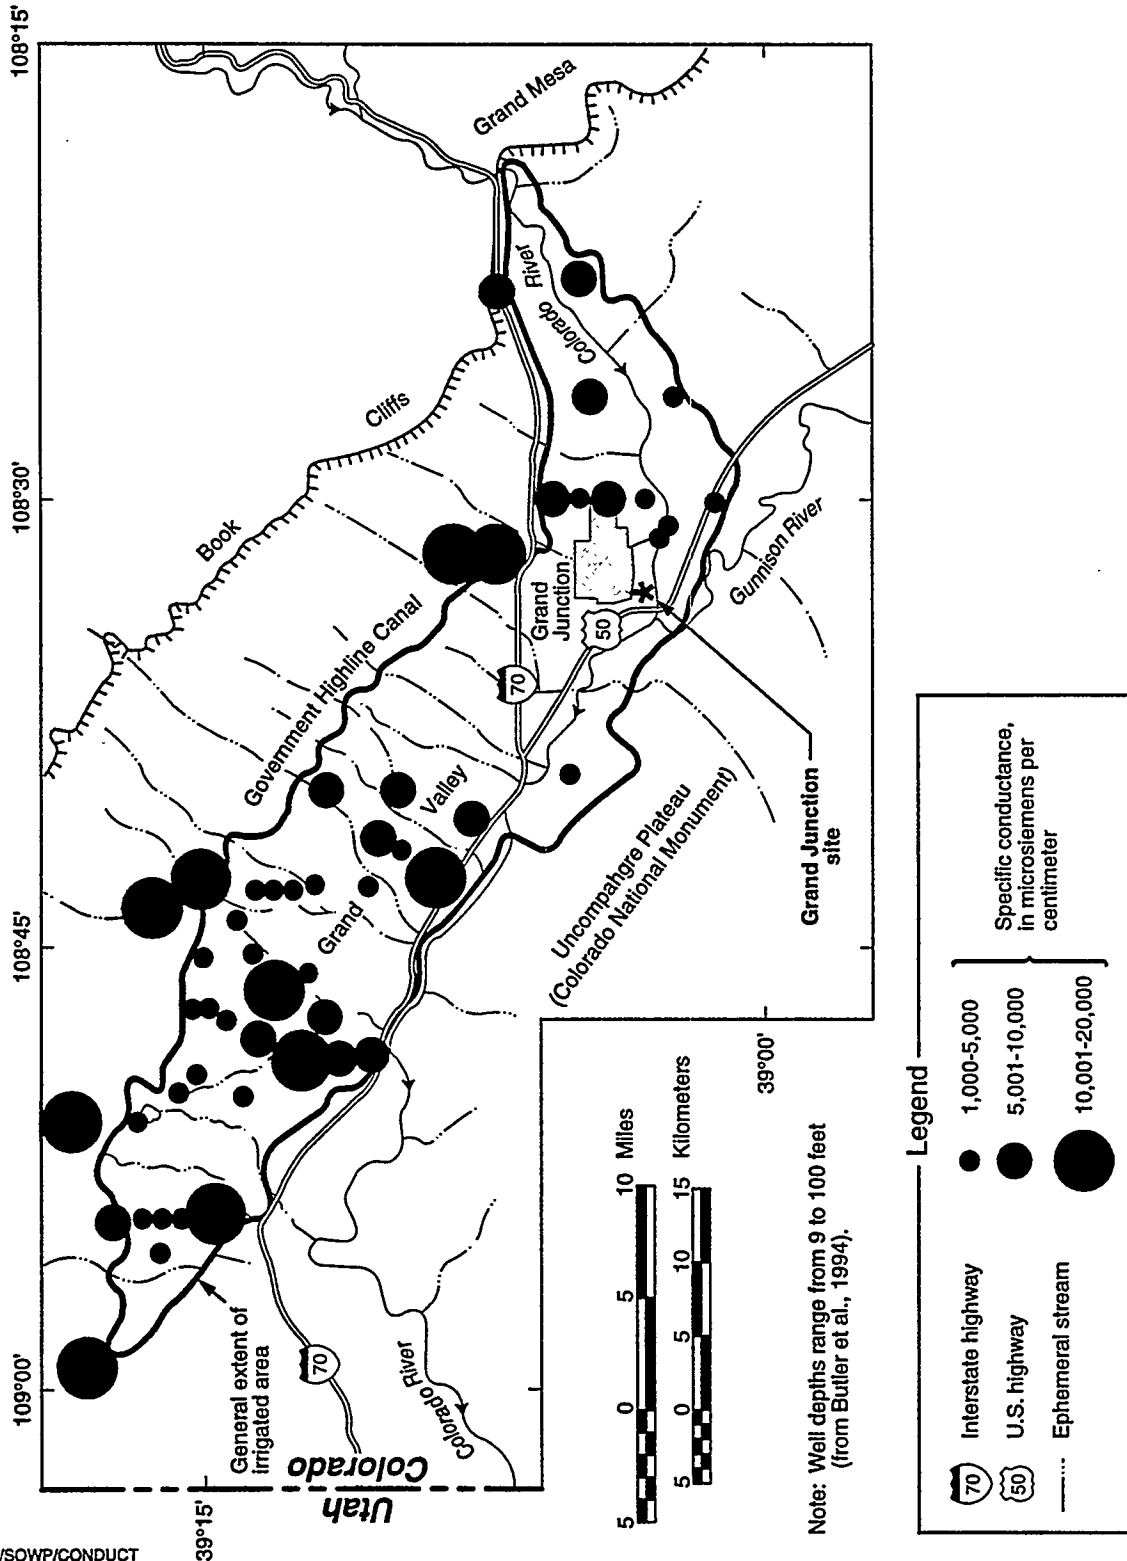 108°15'
108°30'
108°45'
109°00'
39°15'
39°00'
Grand Mesa
Book
Cliffs
Colorado
River
Government Highline Canal
Grand
Junction
70
50
Gunnison River
Grand
Valley
Uncompahgre Plateau
(Colorado National Monument)
Grand Junction
site
General extent of
irrigated area
70
Colorado River
Utah
Colorado
5 0 5 10 Miles
5 0 5 10 15 Kilometers
Note: Well depths range from 9 to 100 feet
(from Butler et al., 1994).
Legend
70 Interstate highway
50 U.S. highway
Ephemeral stream
1,000-5,000
5,001-10,000
10,001-20,000
Specific conductance,
in microsiemens per
centimeter
/SOWP/CONDUCT